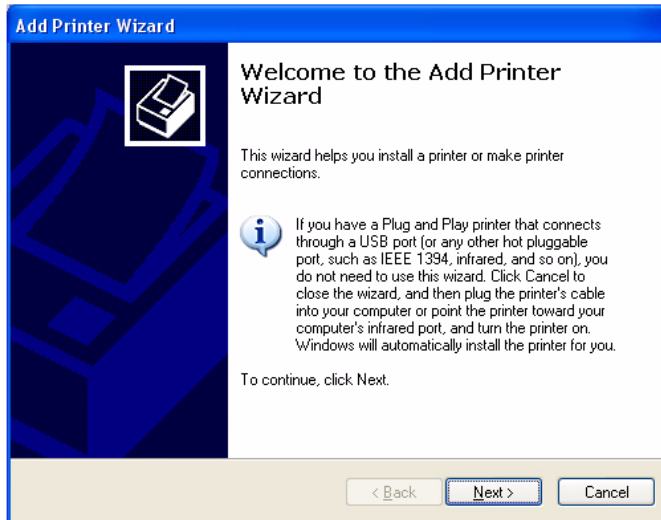 Add Printer Wizard
Welcome to the Add Printer
Wizard
This wizard helps you install a printer or make printer
connections.
If you have a Plug and Play printer that connects
through a USB port (or any other hot pluggable
port, such as IEEE 1394, infrared, and so on), you
do not need to use this wizard. Click Cancel to
close the wizard, and then plug the printer's cable
into your computer or point the printer toward your
computer's infrared port, and turn the printer on.
Windows will automatically install the printer for you.
To continue, click Next.
< Back Next > Cancel